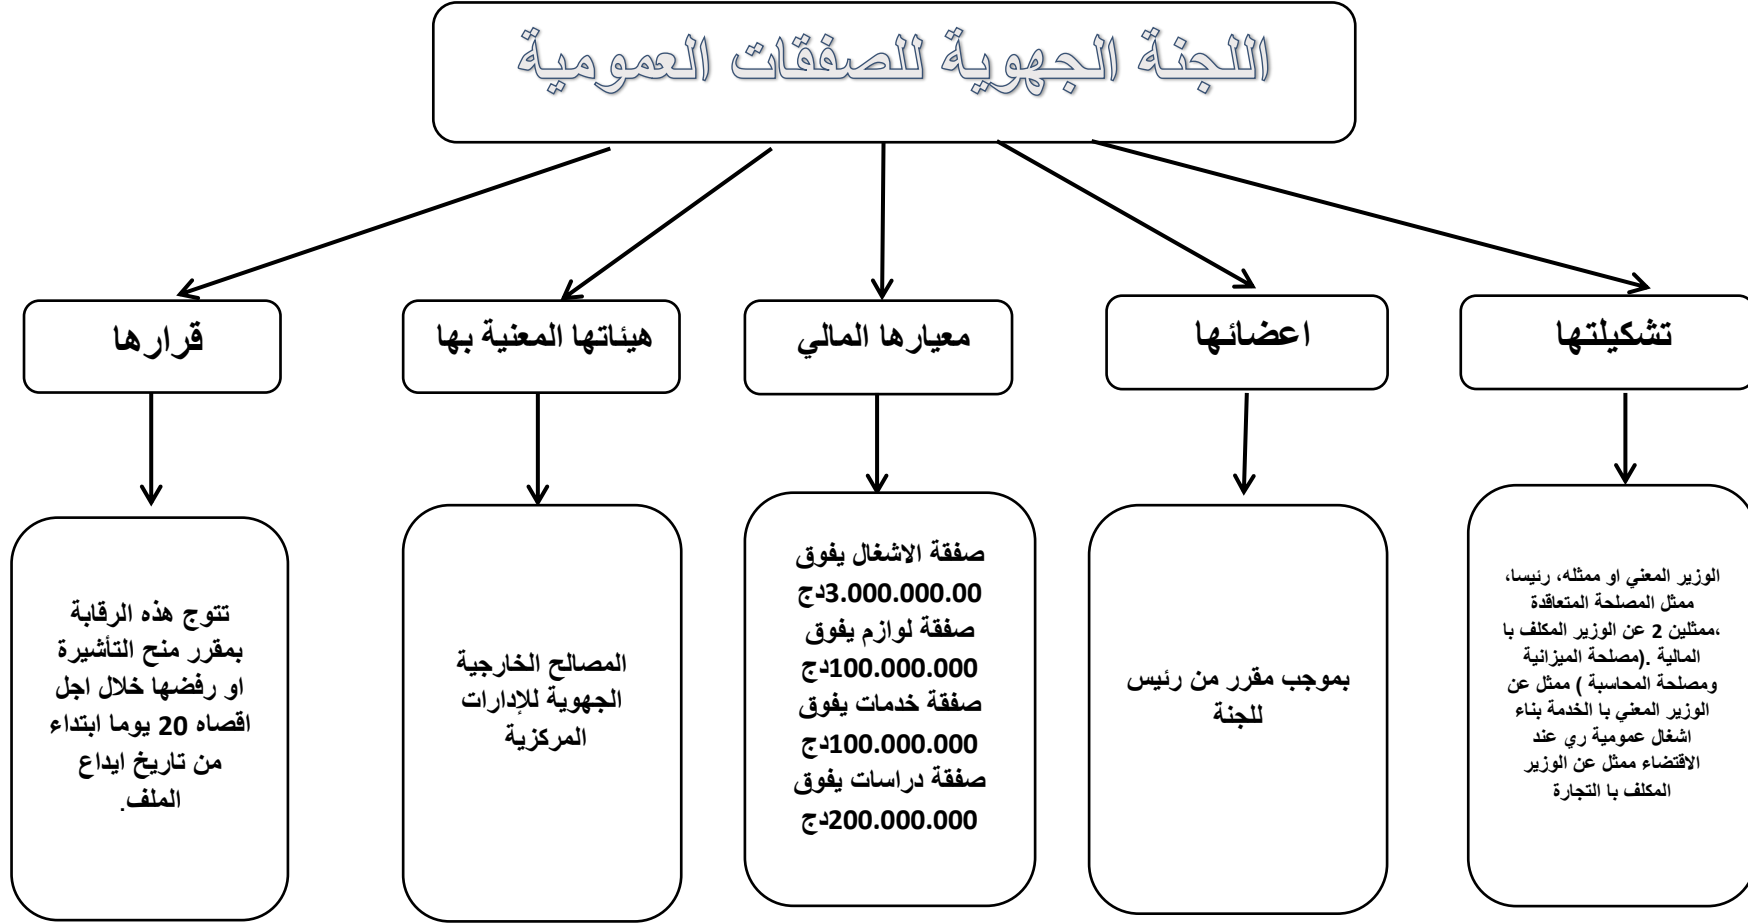 اللجنة الجهوية للصفقات العمومية
تشكيلتها
اعضائها
معيارها المالي
هيئاتها المعنية بها
قرارها
الوزير المعني او ممثله، رئيسا،
ممثل المصلحة المتعاقدة
،ممثلين 2 عن الوزير المكلف با
المالية .(مصلحة الميزانية
ومصلحة المحاسبة ) ممثل عن
الوزير المعني با الخدمة بناء
اشغال عمومية ري عند
الاقتضاء ممثل عن الوزير
المكلف با التجارة
بموجب مقرر من رئيس
للجنة
صفقة الاشغال يفوق
3.000.000.00دج
صفقة لوازم يفوق
100.000.000دج
صفقة خدمات يفوق
100.000.000دج
صفقة دراسات يفوق
200.000.000دج
المصالح الخارجية
الجهوية للإدارات
المركزية
تتوج هذه الرقابة
بمقرر منح التأشيرة
او رفضها خلال اجل
اقصاه 20 يوما ابتداء
من تاريخ ايداع
الملف.